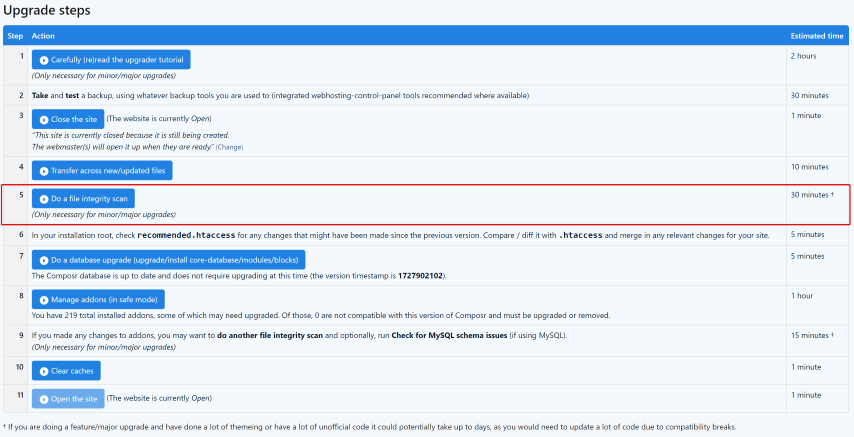 Upgrade steps
Step Action Estimated time
1 Carefully (re)read the upgrader tutorial 2 hours
(Only necessary for minor/major upgrades)
2 Take and test a backup, using whatever backup tools you are used to (integrated webhosting-control-panel tools recommended where available) 30 minutes
3 Close the site (The website is currently Open) 1 minute
"This site is currently closed because it is still being created.
The webmaster(s) will open it up when they are ready." (Change)
4 Transfer across new/updated files 10 minutes
5 Do a file integrity scan 30 minutes †
(Only necessary for minor/major upgrades)
6 In your installation root, check recommended.htaccess for any changes that might have been made since the previous version. Compare / diff it with .htaccess and merge in any relevant changes for your site. 5 minutes
7 Do a database upgrade (upgrade/install core-database/modules/blocks) 5 minutes
The Composr database is up to date and does not require upgrading at this time (the version timestamp is 1727902102).
8 Manage addons (in safe mode) 1 hour
You have 219 total installed addons, some of which may need upgraded. Of those, 0 are not compatible with this version of Composr and must be upgraded or removed.
9 If you made any changes to addons, you may want to do another file integrity scan and optionally, run Check for MySQL schema issues (if using MySQL). 15 minutes †
(Only necessary for minor/major upgrades)
10 Clear caches 1 minute
11 Open the site (The website is currently Open) 1 minute
† If you are doing a feature/major upgrade and have done a lot of themeing or have a lot of unofficial code it could potentially take up to days, as you would need to update a lot of code due to compatibility breaks.